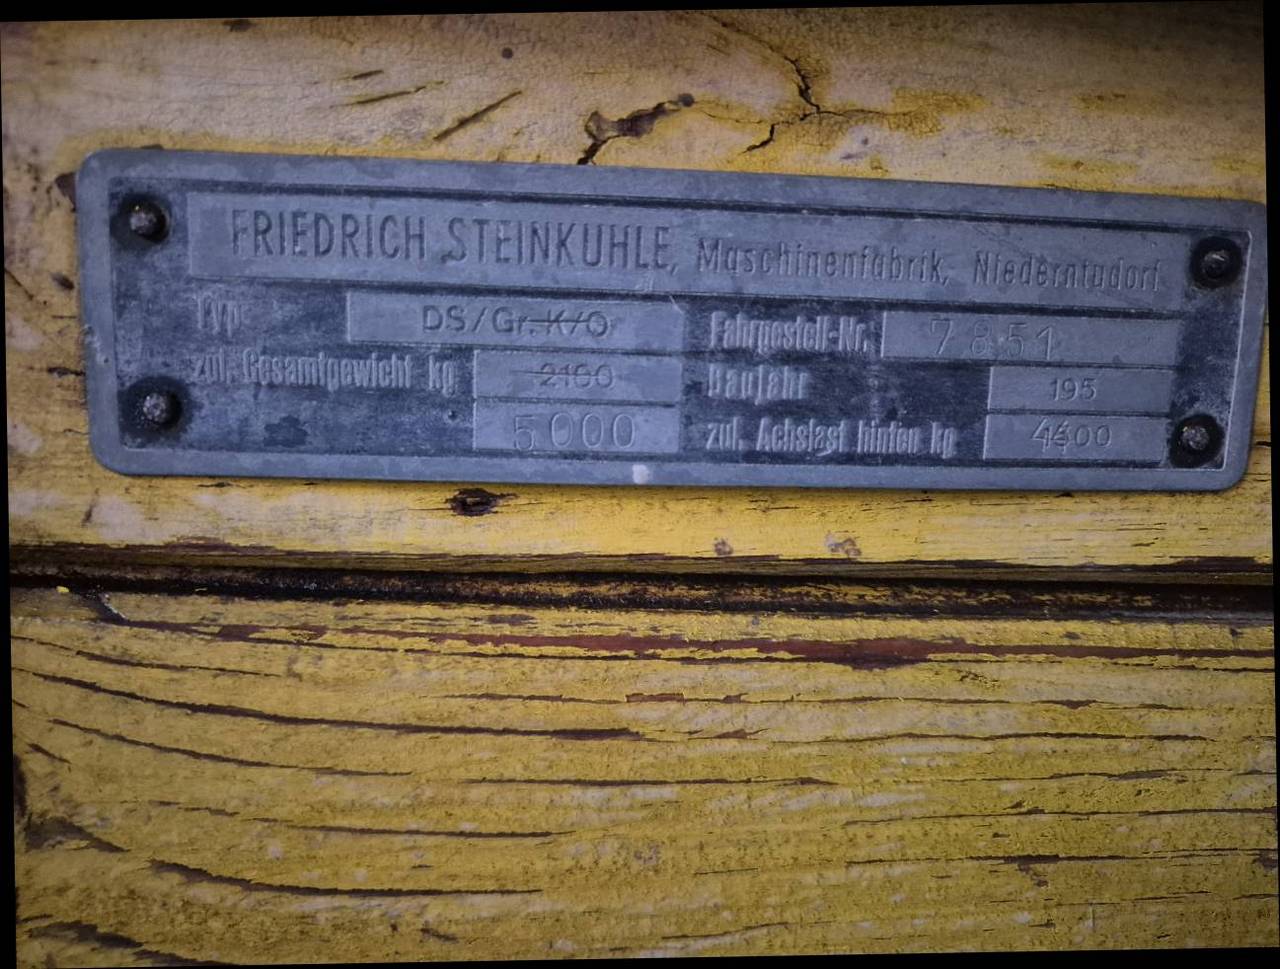 FRIEDRICH STEINKUHLE, Maschinenfabrik, Niederntudorf
Typ DS/Gr. K/O Fahrgestell-Nr. 7851
zul. Gesamtgewicht kg 2100 Baujahr 195
5000 zul. Achslast hinten kg